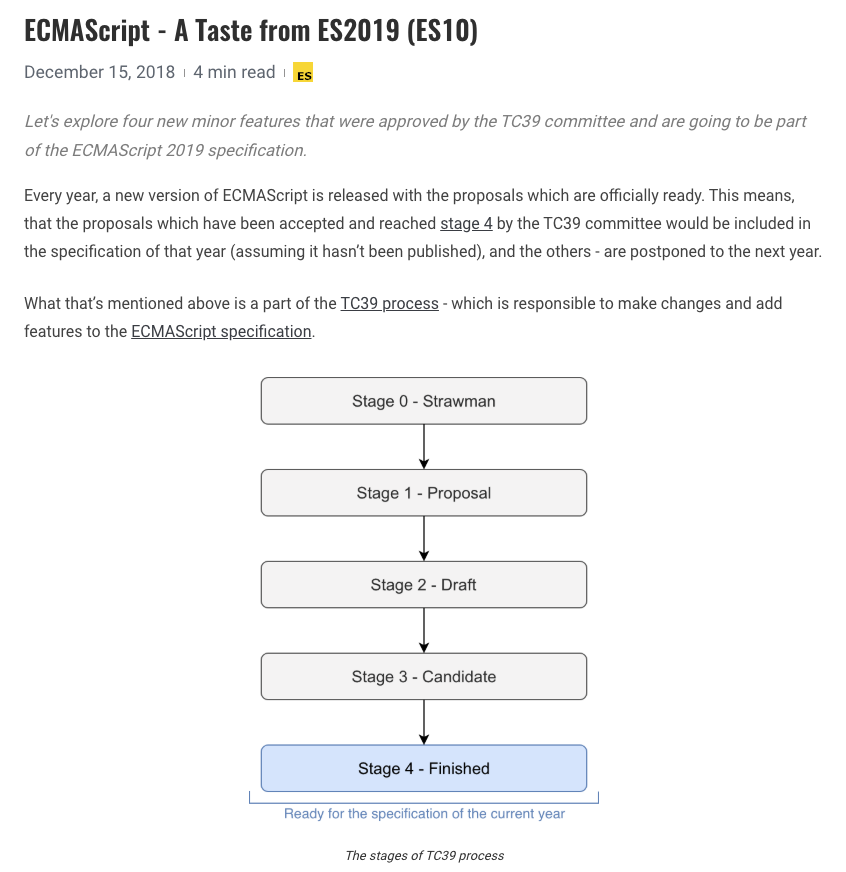 ECMAScript - A Taste from ES2019 (ES10)
December 15, 2018 | 4 min read | ES
Let's explore four new minor features that were approved by the TC39 committee and are going to be part
of the ECMAScript 2019 specification.
Every year, a new version of ECMAScript is released with the proposals which are officially ready. This means,
that the proposals which have been accepted and reached stage 4 by the TC39 committee would be included in
the specification of that year (assuming it hasn’t been published), and the others - are postponed to the next year.
What that’s mentioned above is a part of the TC39 process - which is responsible to make changes and add
features to the ECMAScript specification.
Stage 0 - Strawman
Stage 1 - Proposal
Stage 2 - Draft
Stage 3 - Candidate
Stage 4 - Finished
Ready for the specification of the current year
The stages of TC39 process